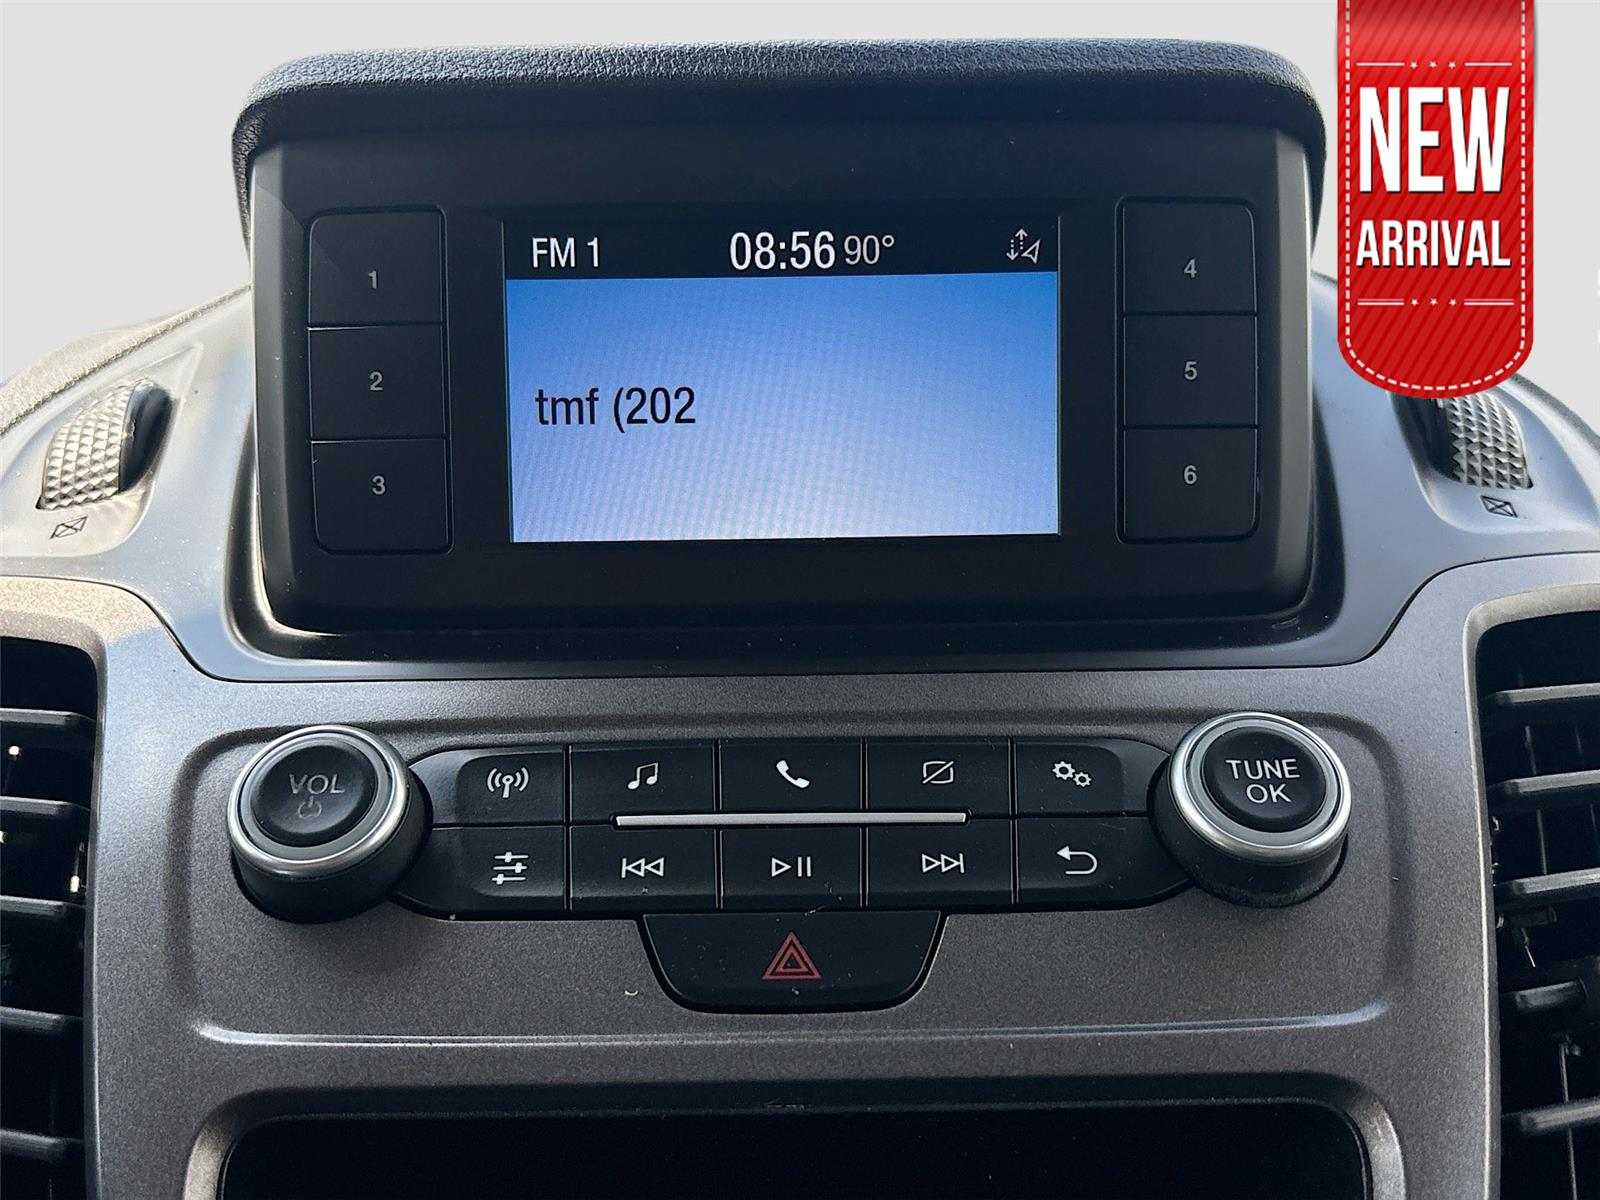 NEW
ARRIVAL
FM 1 08:56 90°
tmf (202
1
2
3
4
5
6
VOL
TUNE
OK